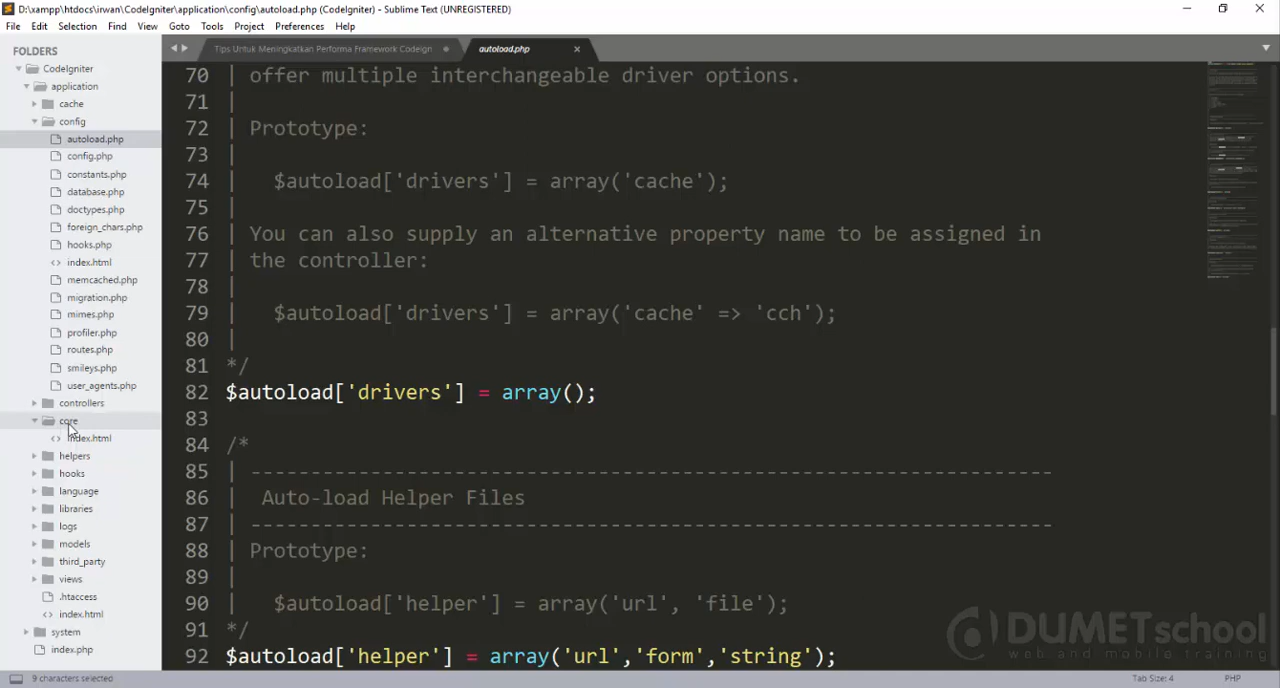 D:\xampp\htdocs\irwan\CodeIgniter\application\config\autoload.php (CodeIgniter) - Sublime Text (UNREGISTERED)
File Edit Selection Find View Goto Tools Project Preferences Help
FOLDERS
CodeIgniter
application
cache
config
autoload.php
config.php
constants.php
database.php
doctypes.php
foreign_chars.php
hooks.php
index.html
memcached.php
migration.php
mimes.php
profiler.php
routes.php
smileys.php
user_agents.php
controllers
core
index.html
helpers
hooks
language
libraries
logs
models
third_party
views
.htaccess
index.html
system
index.php
Tips Untuk Meningkatkan Performa Framework Codeign
autoload.php
70 | offer multiple interchangeable driver options.
71 |
72 | Prototype:
73 |
74 | $autoload['drivers'] = array('cache');
75 |
76 | You can also supply an alternative property name to be assigned in
77 | the controller:
78 |
79 | $autoload['drivers'] = array('cache' => 'cch');
80 |
81 */
82 $autoload['drivers'] = array();
83
84 /*
85 | -------------------------------------------------------------------
86 | Auto-load Helper Files
87 | -------------------------------------------------------------------
88 | Prototype:
89 |
90 | $autoload['helper'] = array('url', 'file');
91 */
92 $autoload['helper'] = array('url','form','string');
DUMETschool
web and mobile training
9 characters selected
Tab Size: 4
PHP